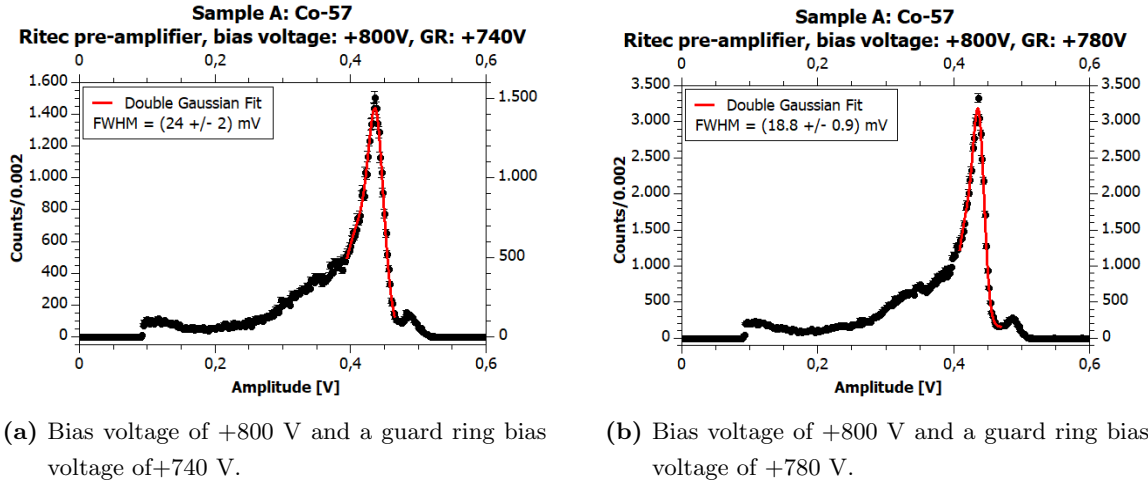 Sample A: Co-57
Ritec pre-amplifier, bias voltage: +800V, GR: +740V
0 0,2 0,4 0,6
1.600
1.400
1.200
1.000
800
600
400
200
0
1.500
1.000
500
0
Double Gaussian Fit
FWHM = (24 +/- 2) mV
Counts/0.002
0 0,2 0,4 0,6
Amplitude [V]
(a) Bias voltage of +800 V and a guard ring bias
voltage of+740 V.
Sample A: Co-57
Ritec pre-amplifier, bias voltage: +800V, GR: +780V
0 0,2 0,4 0,6
3.500
3.000
2.500
2.000
1.500
1.000
500
0
3.500
3.000
2.500
2.000
1.500
1.000
500
0
Double Gaussian Fit
FWHM = (18.8 +/- 0.9) mV
Counts/0.002
0 0,2 0,4 0,6
Amplitude [V]
(b) Bias voltage of +800 V and a guard ring bias
voltage of +780 V.